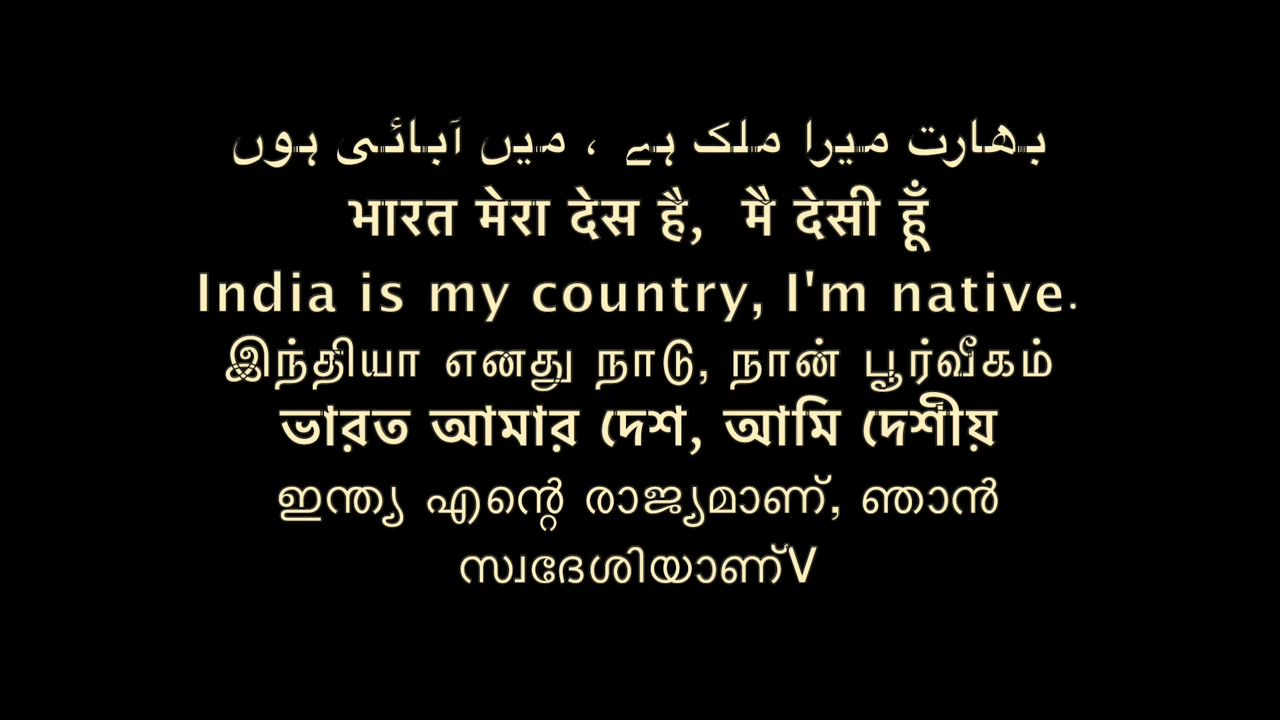 بھارت میرا ملک ہے ، میں آبائی ہوں
भारत मेरा देस है, मै देसी हूँ
India is my country, I'm native.
இந்தியா எனது நாடு, நான் பூர்வீகம்
ভারত আমার দেশ, আমি দেশীয়
ഇന്ത്യ എന്റെ രാജ്യമാണ്, ഞാൻ
സ്വദേശിയാണ്V